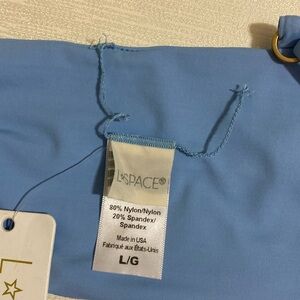 L*SPACE®
80% Nylon/Nylon
20% Spandex/
Spandex
Made in USA
Fabriqué aux États-Unis
L/G
L